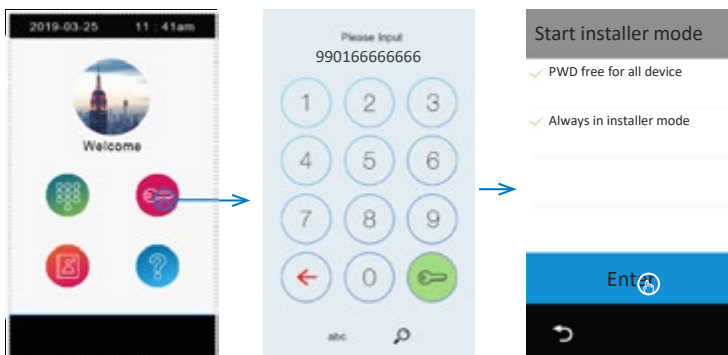 2019-03-25 11 : 41am
Welcome
Please Input
990166666666
1 2 3
4 5 6
7 8 9
0
abc
Start installer mode
PWD free for all device
Always in installer mode
Enter